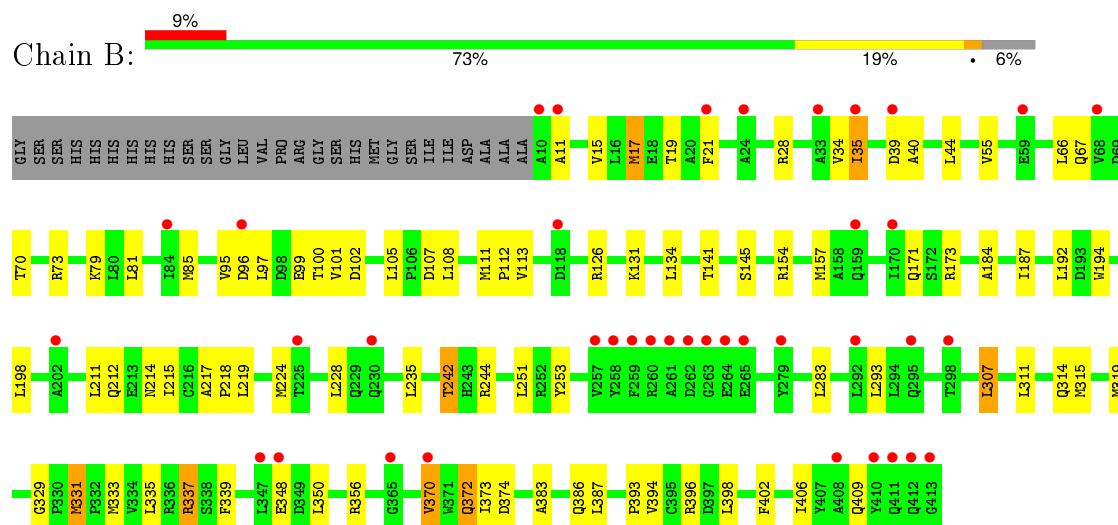 9%
Chain B:
73% 19% • 6%
GLY SER SER HIS HIS HIS HIS HIS HIS HIS SER SER GLY LEU VAL PRO ARG GLY SER HIS MET GLY SER ILE ILE ASP ALA ALA ALA A10 A11 V15 L16 M17 E18 T19 A20 F21 A24 R28 A33 V34 I35 D39 A40 L44 V55 E59 L66 Q67 V68 D69
T70 R73 K79 L80 L81 I84 M85 V95 D96 L97 D98 E99 T100 V101 D102 L105 P106 D107 L108 M111 P112 V113 D118 R126 K131 L134 T141 S145 R154 M157 A158 Q159 I170 Q171 S172 R173 A184 I187 L192 D193 W194
L198 A202 L211 Q212 E213 N214 I215 C216 A217 P218 L219 M224 T225 L228 Q229 Q230 L235 T242 H243 R244 L251 R252 Y253 V257 Y258 F259 R260 A261 D262 G263 E264 E265 Y279 L283 L292 L293 L294 Q295 T298 L307 L311 Q314 M315 M319
G329 P330 M331 P332 M333 V334 L335 R336 R337 S338 F339 L347 E348 D349 L350 R356 G365 V370 W371 Q372 I373 D374 A383 Q386 L387 P393 V394 C395 R396 D397 L398 F402 I406 Y407 A408 Q409 Y410 Q411 Q412 G413